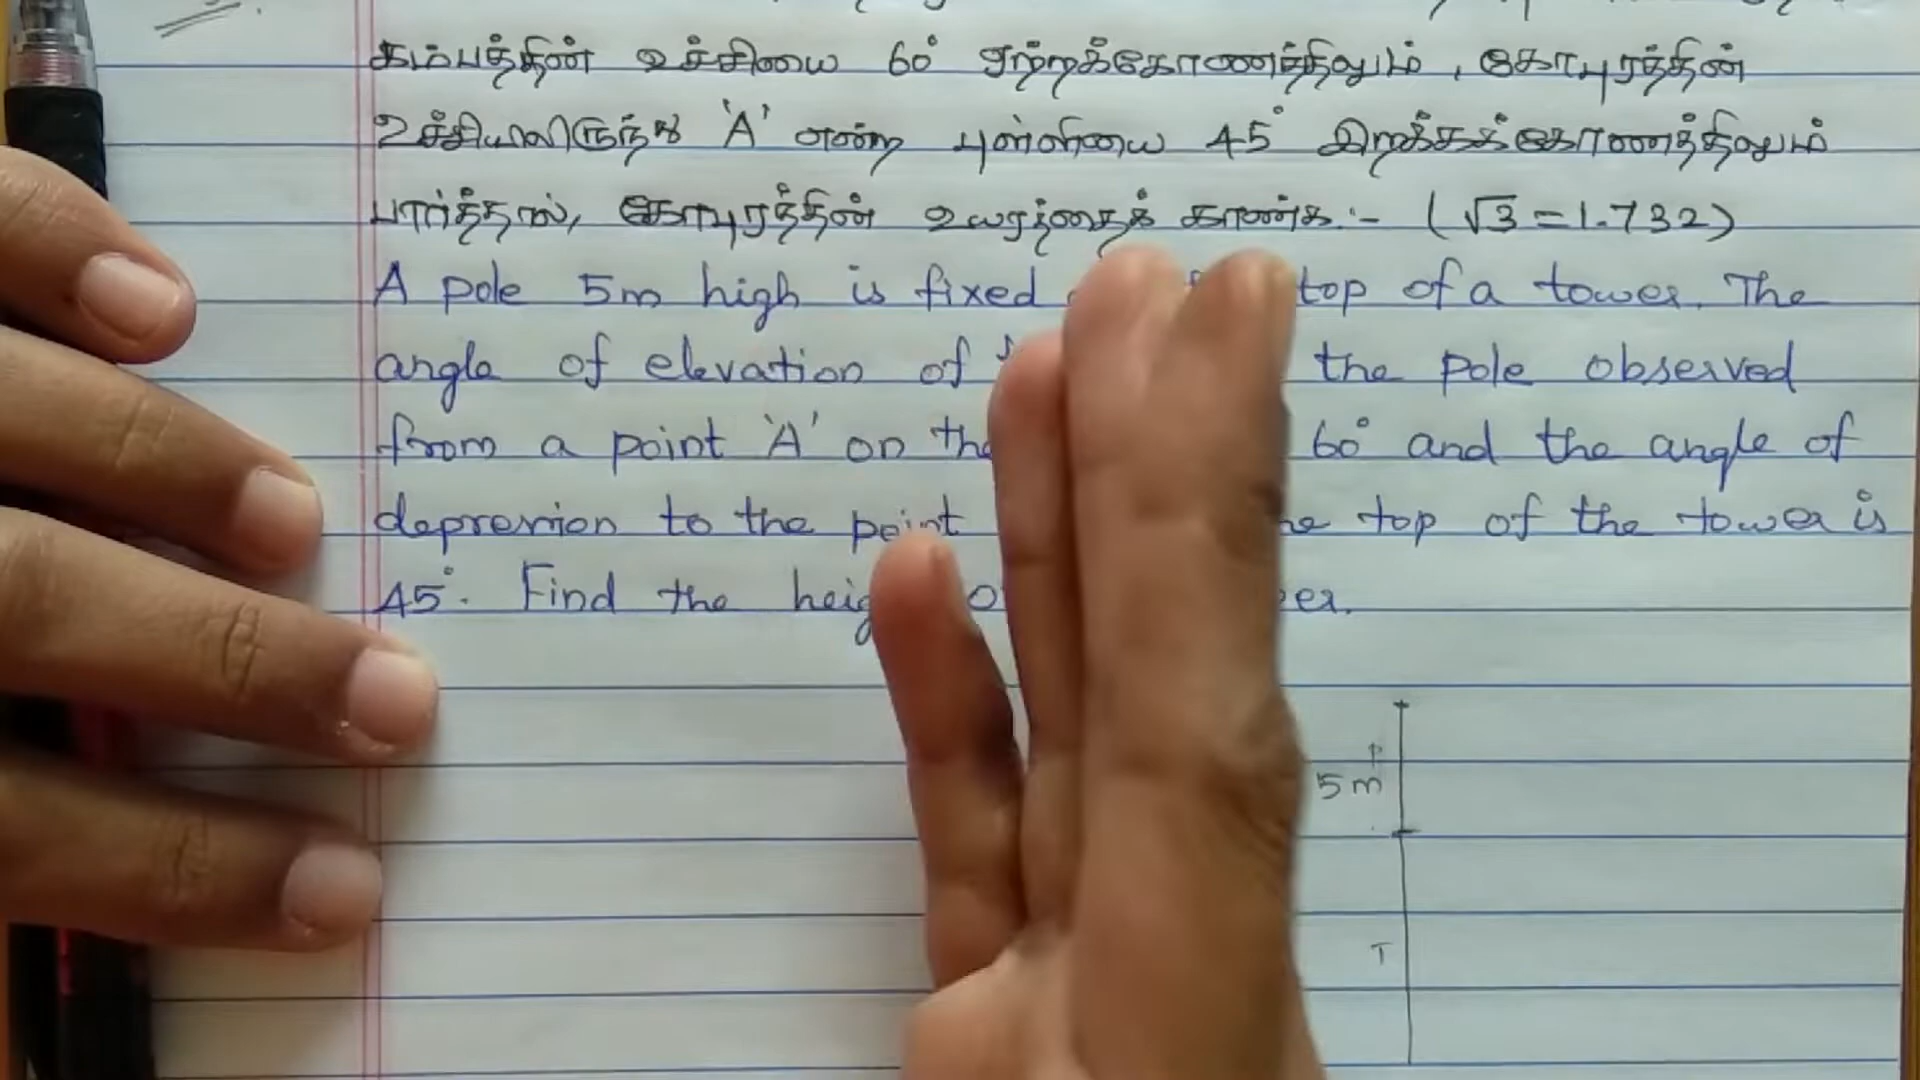 கம்பத்தின் உச்சியை 60° ஏற்றக்கோணத்திலும், கோபுரத்தின்
உச்சியிலிருந்து 'A' என்ற புள்ளியை 45° இறக்கக்கோணத்திலும்
பார்த்தால், கோபுரத்தின் உயரத்தைக் காண்க :- (√3 = 1.732)
A pole 5m high is fixed top of a tower. The
angle of elevation of the pole observed
from a point 'A' on the 60° and the angle of
depression to the point top of the tower is
45°. Find the
5m
T